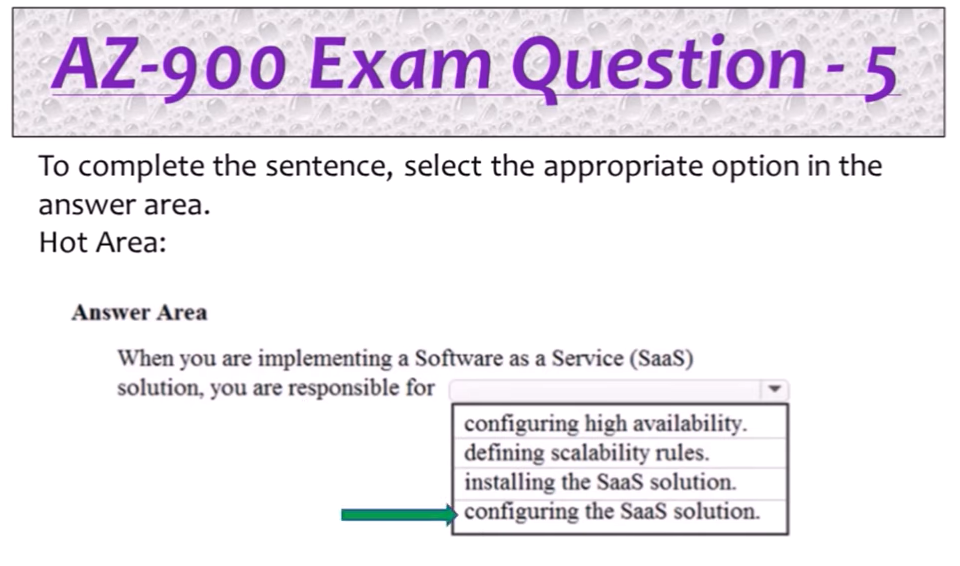 AZ-900 Exam Question - 5
To complete the sentence, select the appropriate option in the
answer area.
Hot Area:
Answer Area
When you are implementing a Software as a Service (SaaS)
solution, you are responsible for
configuring high availability.
defining scalability rules.
installing the SaaS solution.
configuring the SaaS solution.